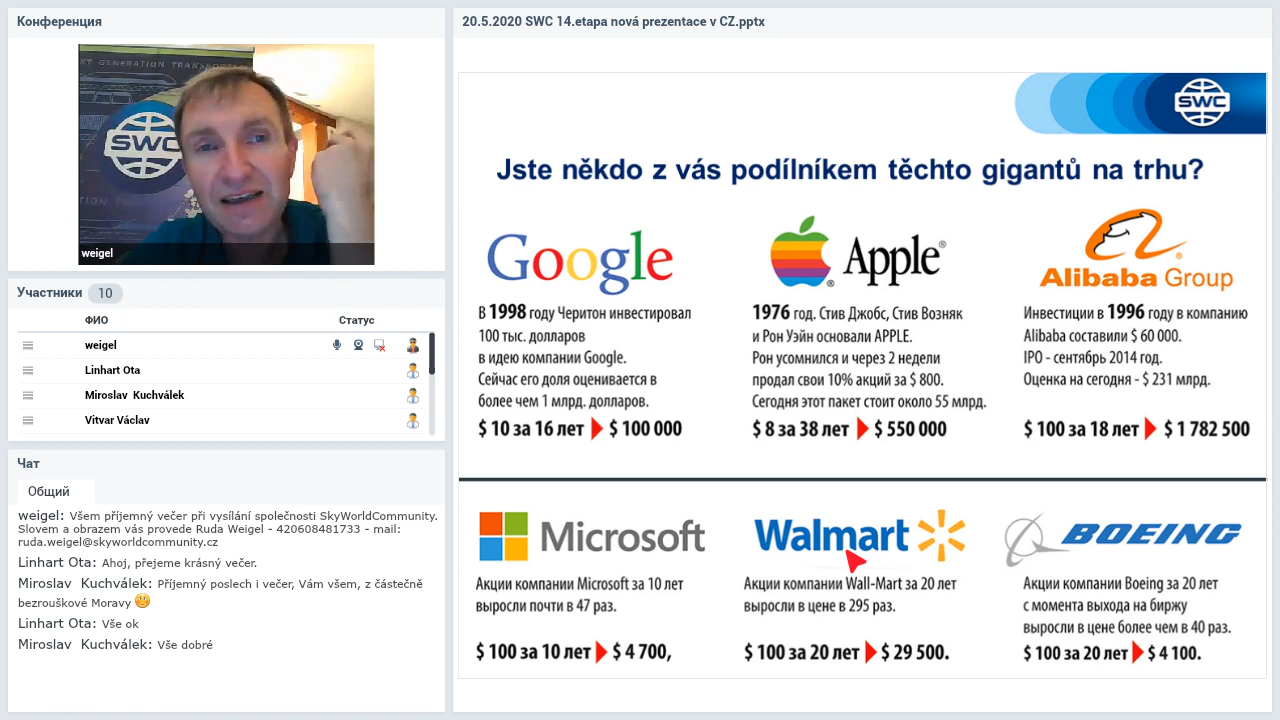 Конференция
XT GENERATION TRANSPORT
SWC
weigel
Участники 10
ФИО Статус
weigel
Linhart Ota
Miroslav Kuchválek
Vitvar Václav
Чат
Общий
weigel: Všem příjemný večer při vysílání společnosti SkyWorldCommunity.
Slovem a obrazem vás provede Ruda Weigel - 420608481733 - mail:
ruda.weigel@skyworldcommunity.cz
Linhart Ota: Ahoj, přejeme krásný večer.
Miroslav Kuchválek: Příjemný poslech i večer, Vám všem, z částečně
bezrouškové Moravy
Linhart Ota: Vše ok
Miroslav Kuchválek: Vše dobré
20.5.2020 SWC 14.etapa nová prezentace v CZ.pptx
SWC
Jste někdo z vás podílníkem těchto gigantů na trhu?
Google
В 1998 году Черитон инвестировал
100 тыс. долларов
в идею компании Google.
Сейчас его доля оценивается в
более чем 1 млрд. долларов.
$ 10 за 16 лет $ 100 000
Apple®
1976 год. Стив Джобс, Стив Возняк
и Рон Уэйн основали APPLE.
Рон усомнился и через 2 недели
продал свои 10% акций за $ 800.
Сегодня этот пакет стоит около 55 млрд.
$ 8 за 38 лет $ 550 000
Alibaba Group
Инвестиции в 1996 году в компанию
Alibaba составили $ 60 000.
IPO - сентябрь 2014 год.
Оценка на сегодня - $ 231 млрд.
$ 100 за 18 лет $ 1 782 500
Microsoft
Акции компании Microsoft за 10 лет
выросли почти в 47 раз.
$ 100 за 10 лет $ 4 700,
Walmart
Акции компании Wall-Mart за 20 лет
выросли в цене в 295 раз.
$ 100 за 20 лет $ 29 500.
BOEING
Акции компании Boeing за 20 лет
с момента выхода на биржу
выросли в цене более чем в 40 раз.
$ 100 за 20 лет $ 4 100.